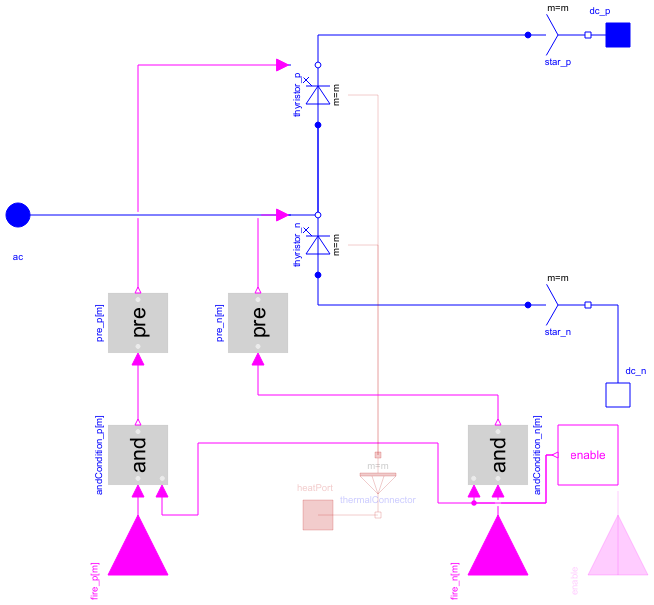 m=m
dc_p
star_p
thyristor_p
m=m
ac
thyristor_n
m=m
m=m
star_n
dc_n
pre_p[m]
pre
pre_n[m]
pre
andCondition_p[m]
and
and
andCondition_n[m]
enable
m=m
heatPort
thermalConnector
fire_p[m]
fire_n[m]
enable